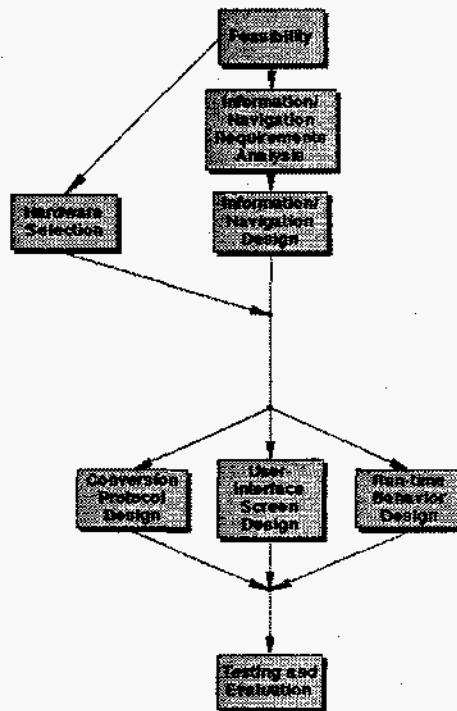 Feasibility
Information/
Navigation
Requirements
Analysis
Hardware
Selection
Information/
Navigation
Design
Conversion
Protocol
Design
User-
Interface
Screen
Design
Run-time
Behavior
Design
Testing and
Evaluation